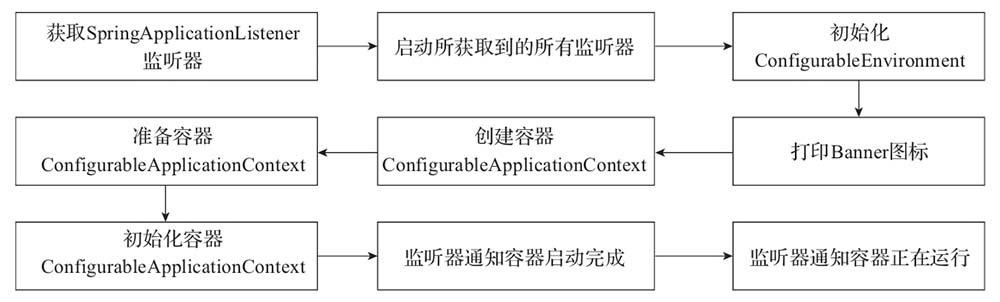 获取SpringApplicationListener
监听器
启动所获取到的所有监听器
初始化
ConfigurableEnvironment
打印Banner图标
创建容器
ConfigurableApplicationContext
准备容器
ConfigurableApplicationContext
初始化容器
ConfigurableApplicationContext
监听器通知容器启动完成
监听器通知容器正在运行